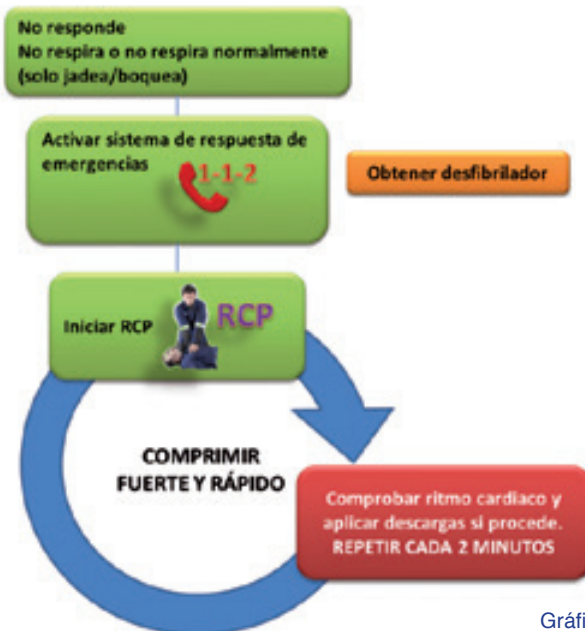 No responde
No respira o no respira normalmente
(solo jadea/boquea)
Activar sistema de respuesta de
emergencias
1-1-2
Obtener desfibrilador
Iniciar RCP
RCP
COMPRIMIR
FUERTE Y RÁPIDO
Comprobar ritmo cardiaco y
aplicar descargas si procede.
REPETIR CADA 2 MINUTOS
Gráfi